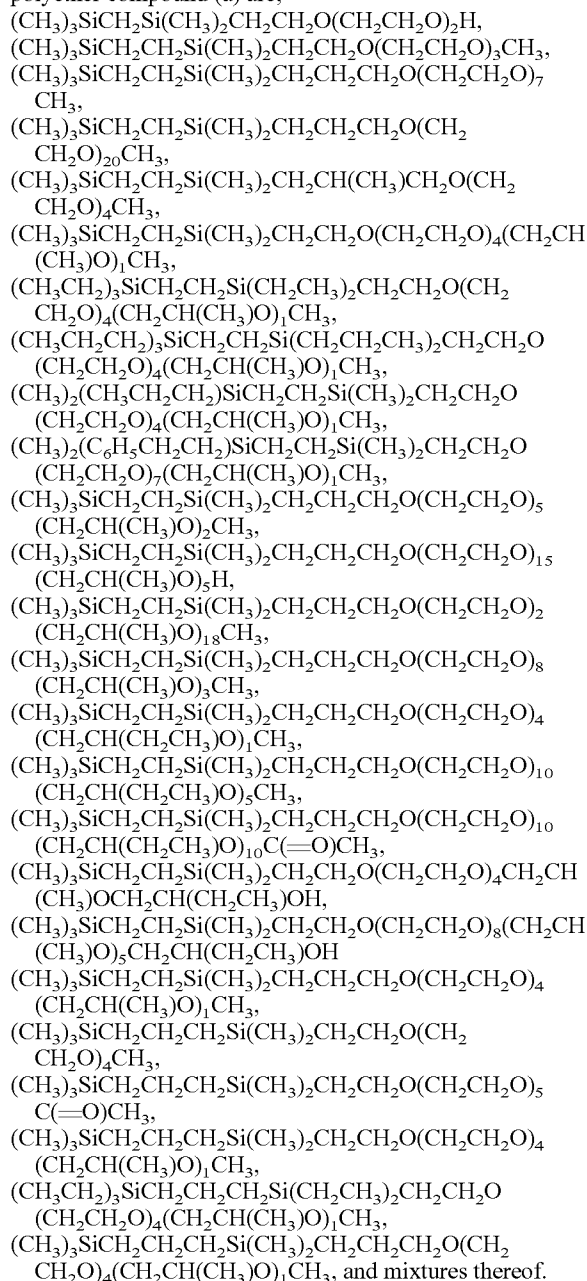 polyether compound (a) are,
(CH₃)₃SiCH₂Si(CH₃)₂CH₂CH₂O(CH₂CH₂O)₂H,
(CH₃)₃SiCH₂CH₂Si(CH₃)₂CH₂CH₂O(CH₂CH₂O)₃CH₃,
(CH₃)₃SiCH₂CH₂Si(CH₃)₂CH₂CH₂CH₂O(CH₂CH₂O)₇
CH₃,
(CH₃)₃SiCH₂CH₂Si(CH₃)₂CH₂CH₂CH₂O(CH₂
CH₂O)₂₀CH₃,
(CH₃)₃SiCH₂CH₂Si(CH₃)₂CH₂CH(CH₃)CH₂O(CH₂
CH₂O)₄CH₃,
(CH₃)₃SiCH₂CH₂Si(CH₃)₂CH₂CH₂O(CH₂CH₂O)₄(CH₂CH
(CH₃)O)₁CH₃,
(CH₃CH₂)₃SiCH₂CH₂Si(CH₂CH₃)₂CH₂CH₂O(CH₂
CH₂O)₄(CH₂CH(CH₃)O)₁CH₃,
(CH₃CH₂CH₂)₃SiCH₂CH₂Si(CH₂CH₂CH₃)₂CH₂CH₂O
(CH₂CH₂O)₄(CH₂CH(CH₃)O)₁CH₃,
(CH₃)₂(CH₃CH₂CH₂)SiCH₂CH₂Si(CH₃)₂CH₂CH₂O
(CH₂CH₂O)₄(CH₂CH(CH₃)O)₁CH₃,
(CH₃)₂(C₆H₅CH₂CH₂)SiCH₂CH₂Si(CH₃)₂CH₂CH₂O
(CH₂CH₂O)₇(CH₂CH(CH₃)O)₁CH₃,
(CH₃)₃SiCH₂CH₂Si(CH₃)₂CH₂CH₂CH₂O(CH₂CH₂O)₅
(CH₂CH(CH₃)O)₂CH₃,
(CH₃)₃SiCH₂CH₂Si(CH₃)₂CH₂CH₂CH₂O(CH₂CH₂O)₁₅
(CH₂CH(CH₃)O)₅H,
(CH₃)₃SiCH₂CH₂Si(CH₃)₂CH₂CH₂CH₂O(CH₂CH₂O)₂
(CH₂CH(CH₃)O)₁₈CH₃,
(CH₃)₃SiCH₂CH₂Si(CH₃)₂CH₂CH₂CH₂O(CH₂CH₂O)₈
(CH₂CH(CH₃)O)₃CH₃,
(CH₃)₃SiCH₂CH₂Si(CH₃)₂CH₂CH₂CH₂O(CH₂CH₂O)₄
(CH₂CH(CH₂CH₃)O)₁CH₃,
(CH₃)₃SiCH₂CH₂Si(CH₃)₂CH₂CH₂CH₂O(CH₂CH₂O)₁₀
(CH₂CH(CH₂CH₃)O)₅CH₃,
(CH₃)₃SiCH₂CH₂Si(CH₃)₂CH₂CH₂CH₂O(CH₂CH₂O)₁₀
(CH₂CH(CH₂CH₃)O)₁₀C(═O)CH₃,
(CH₃)₃SiCH₂CH₂Si(CH₃)₂CH₂CH₂O(CH₂CH₂O)₄CH₂CH
(CH₃)OCH₂CH(CH₂CH₃)OH,
(CH₃)₃SiCH₂CH₂Si(CH₃)₂CH₂CH₂O(CH₂CH₂O)₈(CH₂CH
(CH₃)O)₅CH₂CH(CH₂CH₃)OH
(CH₃)₃SiCH₂CH₂Si(CH₃)₂CH₂CH₂CH₂O(CH₂CH₂O)₄
(CH₂CH(CH₃)O)₁CH₃,
(CH₃)₃SiCH₂CH₂CH₂Si(CH₃)₂CH₂CH₂O(CH₂
CH₂O)₄CH₃,
(CH₃)₃SiCH₂CH₂CH₂Si(CH₃)₂CH₂CH₂O(CH₂CH₂O)₅
C(═O)CH₃,
(CH₃)₃SiCH₂CH₂CH₂Si(CH₃)₂CH₂CH₂O(CH₂CH₂O)₄
(CH₂CH(CH₃)O)₁CH₃,
(CH₃CH₂)₃SiCH₂CH₂CH₂Si(CH₂CH₃)₂CH₂CH₂O
(CH₂CH₂O)₄(CH₂CH(CH₃)O)₁CH₃,
(CH₃)₃SiCH₂CH₂CH₂Si(CH₃)₂CH₂CH₂CH₂O(CH₂
CH₂O)₄(CH₂CH(CH₃)O)₁CH₃, and mixtures thereof.